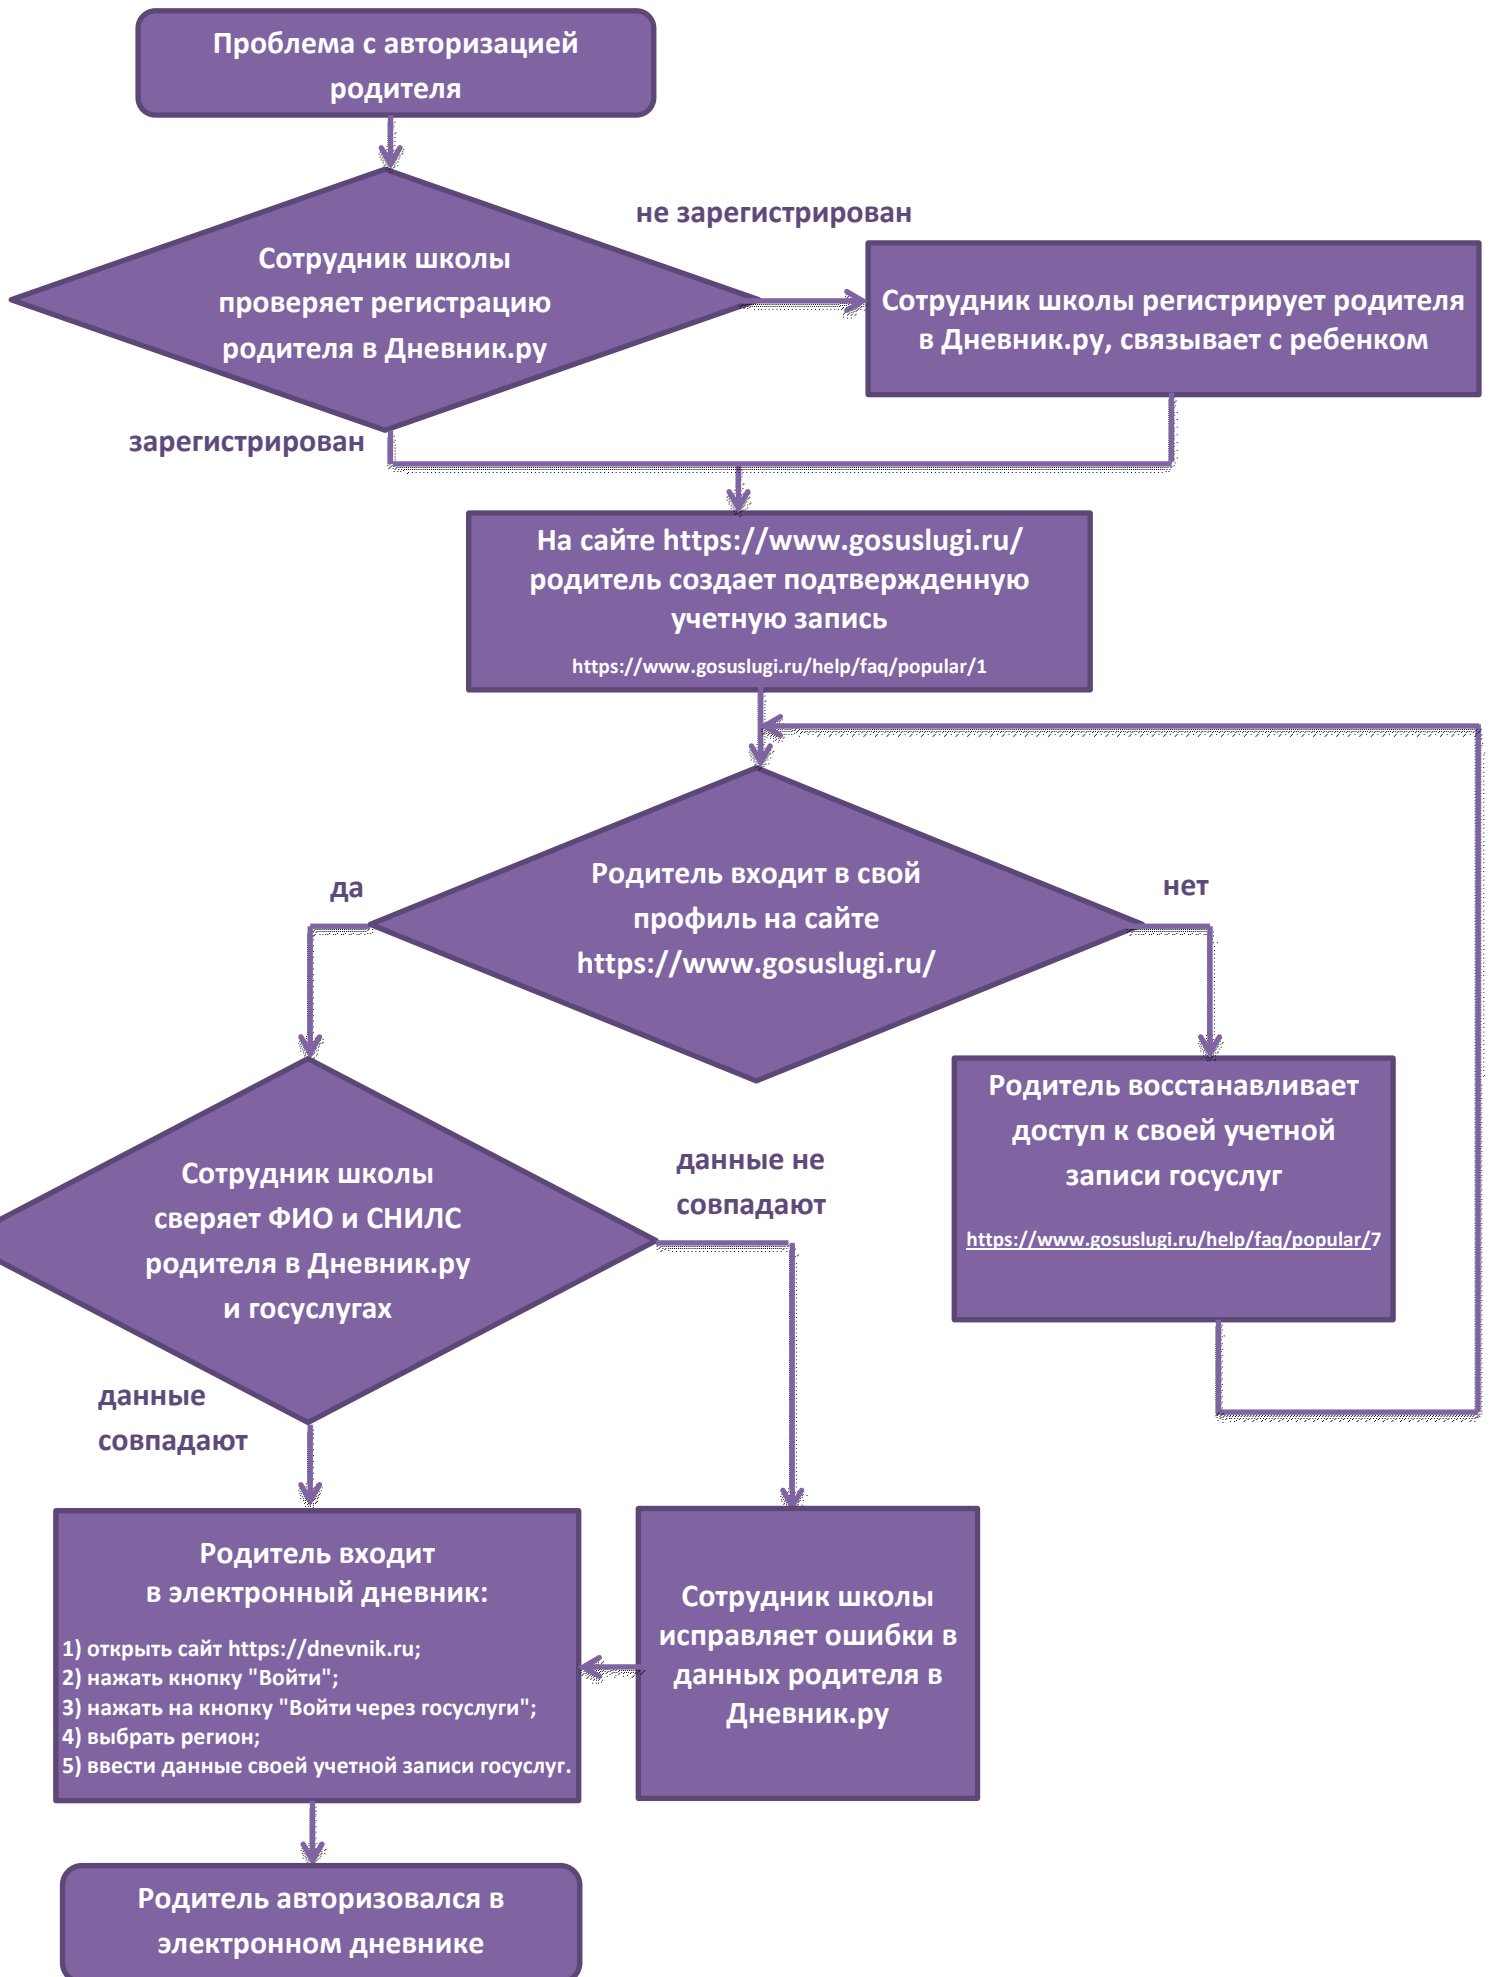 Проблема с авторизацией
родителя
не зарегистрирован
Сотрудник школы
проверяет регистрацию
родителя в Дневник.ру
Сотрудник школы регистрирует родителя
в Дневник.ру, связывает с ребенком
зарегистрирован
На сайте https://www.gosuslugi.ru/
родитель создает подтвержденную
учетную запись
https://www.gosuslugi.ru/help/faq/popular/1
Родитель входит в свой
профиль на сайте
https://www.gosuslugi.ru/
да
нет
Родитель восстанавливает
доступ к своей учетной
записи госуслуг
https://www.gosuslugi.ru/help/faq/popular/7
Сотрудник школы
сверяет ФИО и СНИЛС
родителя в Дневник.ру
и госуслугах
данные не
совпадают
данные
совпадают
Родитель входит
в электронный дневник:
1) открыть сайт https://dnevnik.ru;
2) нажать кнопку "Войти";
3) нажать на кнопку "Войти через госуслуги";
4) выбрать регион;
5) ввести данные своей учетной записи госуслуг.
Сотрудник школы
исправляет ошибки в
данных родителя в
Дневник.ру
Родитель авторизовался в
электронном дневнике